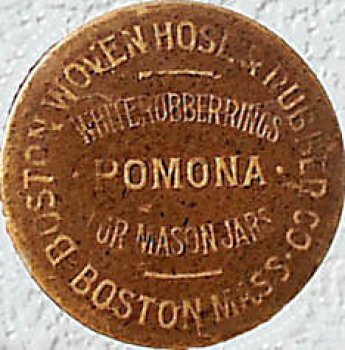 BOSTON WOVEN HOSE & RUBBER CO.
WHITE RUBBER RINGS
· POMONA ·
FOR MASON JARS
BOSTON MASS.